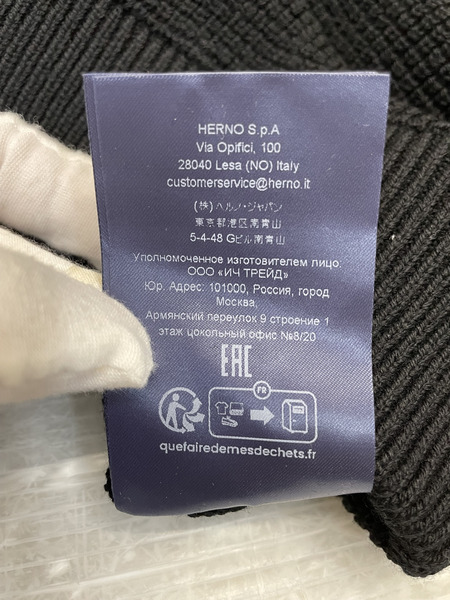 HERNO S.p.A
Via Opifici, 100
28040 Lesa (NO) Italy
customerservice@herno.it
(株) ヘルノ・ジャパン
東京都港区南青山
5-4-48 Gビル南青山
Уполномоченное изготовителем лицо:
ООО «ИЧ ТРЕЙД»
Юр. Адрес: 101000, Россия, город
Москва,
Армянский переулок 9 строение 1
этаж цокольный офис №8/20
EAC
FR
quefairedemesdechets.fr